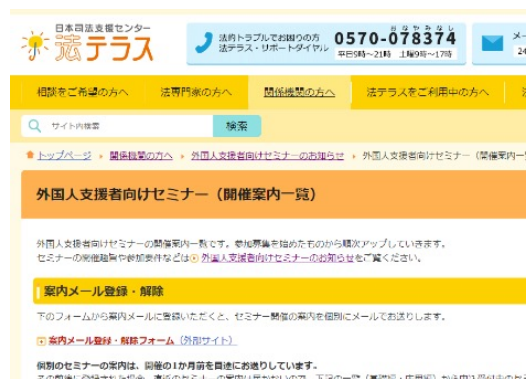 日本司法支援センター
法テラス
法的トラブルでお困りの方
法テラス・サポートダイヤル
おなやみなし
0570-078374
平日9時～21時 土曜9時～17時
メー
24
相談をご希望の方へ 法専門家の方へ 関係機関の方へ 法テラスをご利用中の方へ
サイト内検索 検索
トップページ 関係機関の方へ 外国人支援者向けセミナーのお知らせ 外国人支援者向けセミナー（開催案内一覧
外国人支援者向けセミナー（開催案内一覧）
外国人支援者向けセミナーの開催案内一覧です。参加募集を始めたものから順次アップしていきます。
セミナーの開催趣旨や参加要件などは 外国人支援者向けセミナーのお知らせをご覧ください。
案内メール登録・解除
下のフォームから案内メールに登録いただくと、セミナー開催の案内を個別にメールでお送りします。
案内メール登録・解除フォーム（外部サイト）
個別のセミナーの案内は、開催の1か月前を目途にお送りしています。